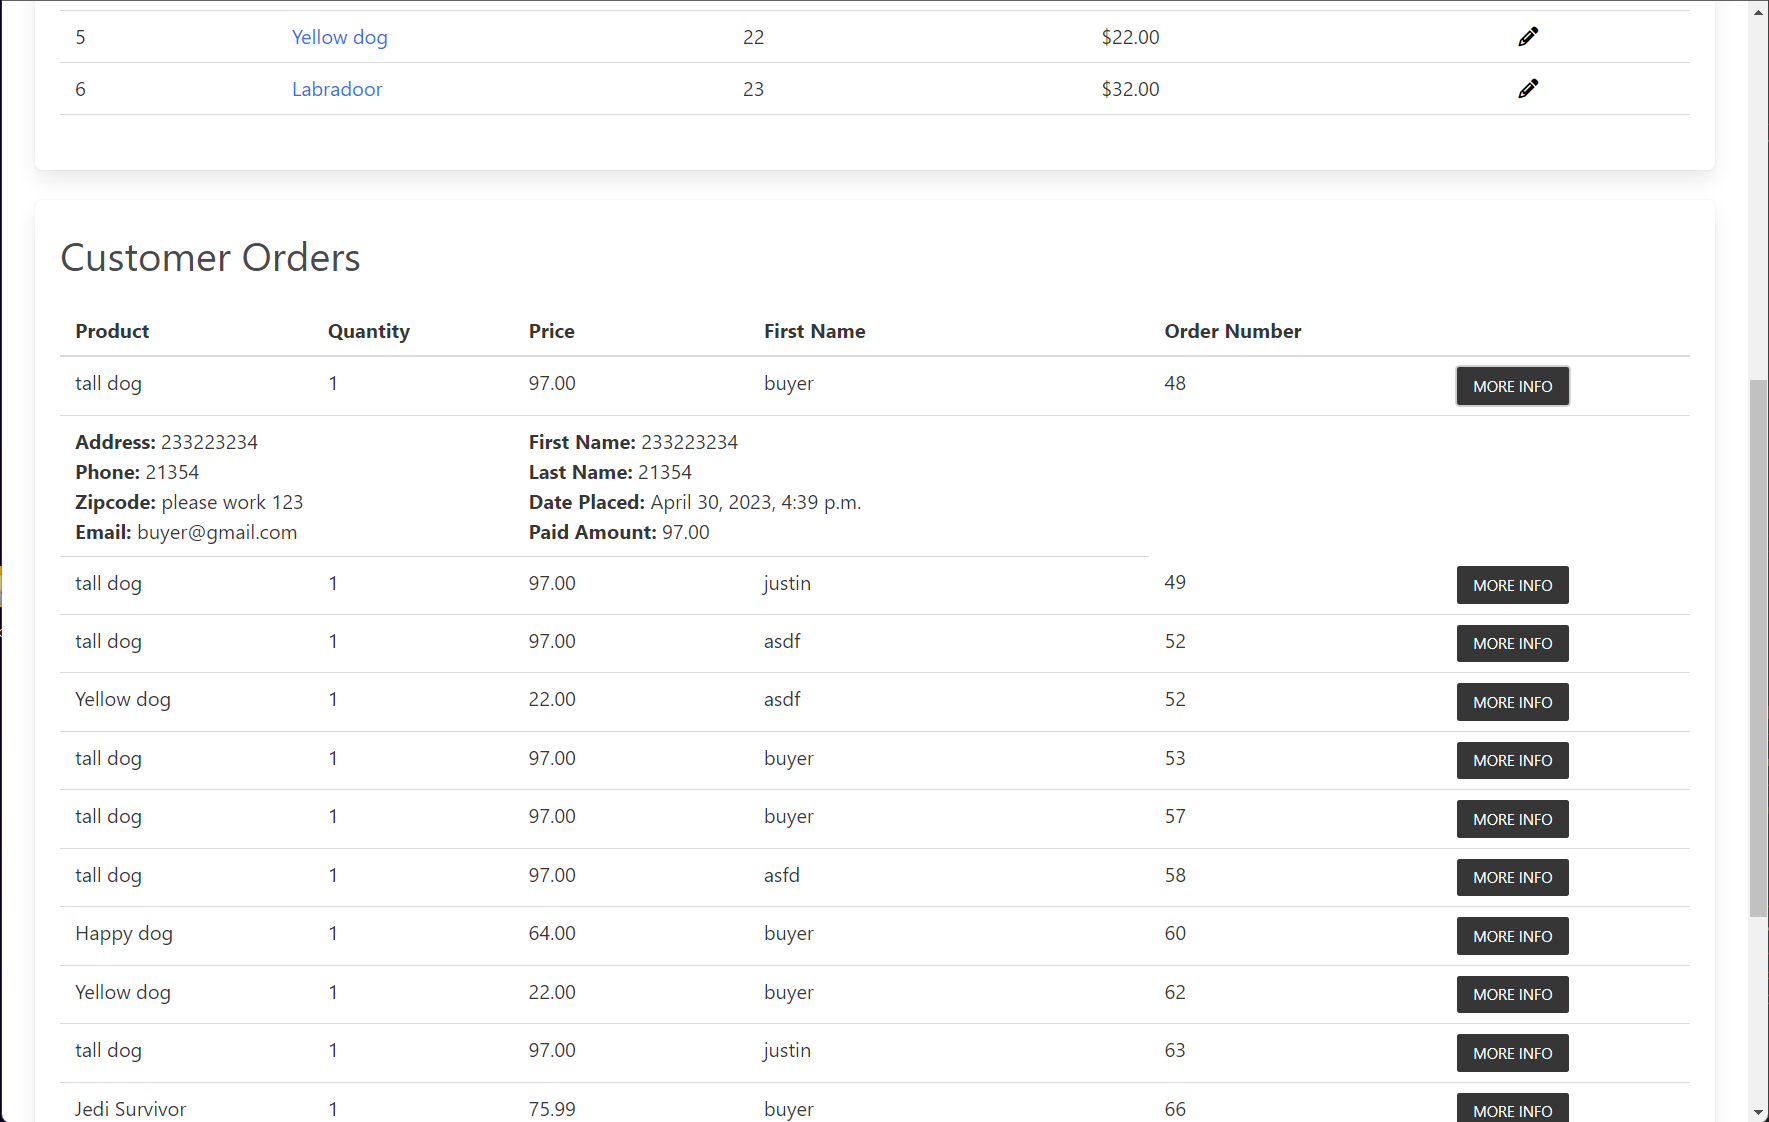 5 Yellow dog 22 $22.00
6 Labradoor 23 $32.00
Customer Orders
Product Quantity Price First Name Order Number
tall dog 1 97.00 buyer 48 MORE INFO
Address: 233223234 First Name: 233223234
Phone: 21354 Last Name: 21354
Zipcode: please work 123 Date Placed: April 30, 2023, 4:39 p.m.
Email: buyer@gmail.com Paid Amount: 97.00
tall dog 1 97.00 justin 49 MORE INFO
tall dog 1 97.00 asdf 52 MORE INFO
Yellow dog 1 22.00 asdf 52 MORE INFO
tall dog 1 97.00 buyer 53 MORE INFO
tall dog 1 97.00 buyer 57 MORE INFO
tall dog 1 97.00 asfd 58 MORE INFO
Happy dog 1 64.00 buyer 60 MORE INFO
Yellow dog 1 22.00 buyer 62 MORE INFO
tall dog 1 97.00 justin 63 MORE INFO
Jedi Survivor 1 75.99 buyer 66 MORE INFO